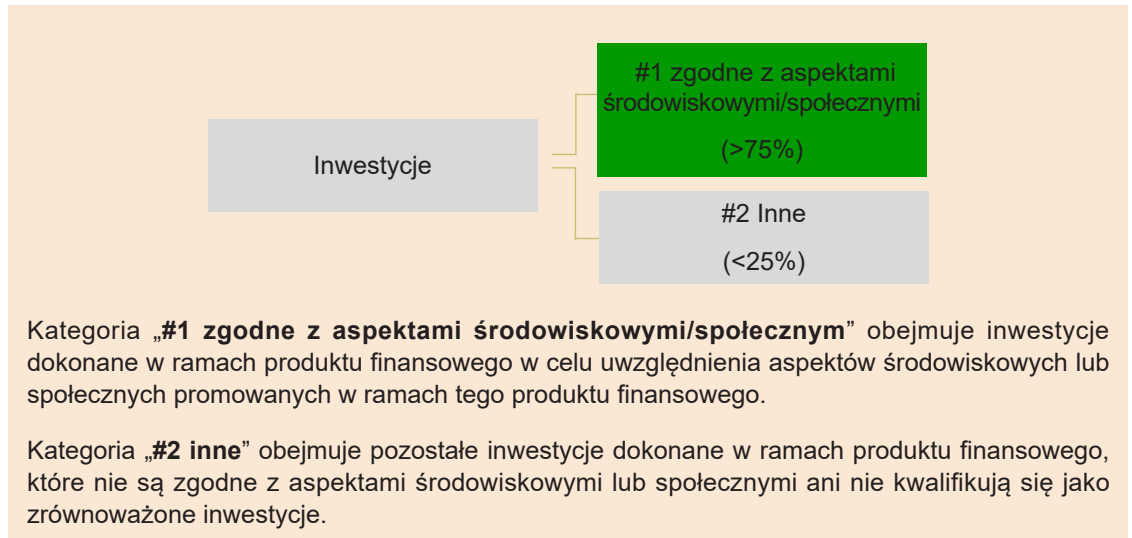 #1 zgodne z aspektami
środowiskowymi/społecznymi
(>75%)
Inwestycje
#2 Inne
(<25%)
Kategoria „#1 zgodne z aspektami środowiskowymi/społecznym” obejmuje inwestycje
dokonane w ramach produktu finansowego w celu uwzględnienia aspektów środowiskowych lub
społecznych promowanych w ramach tego produktu finansowego.
Kategoria „#2 inne” obejmuje pozostałe inwestycje dokonane w ramach produktu finansowego,
które nie są zgodne z aspektami środowiskowymi lub społecznymi ani nie kwalifikują się jako
zrównoważone inwestycje.